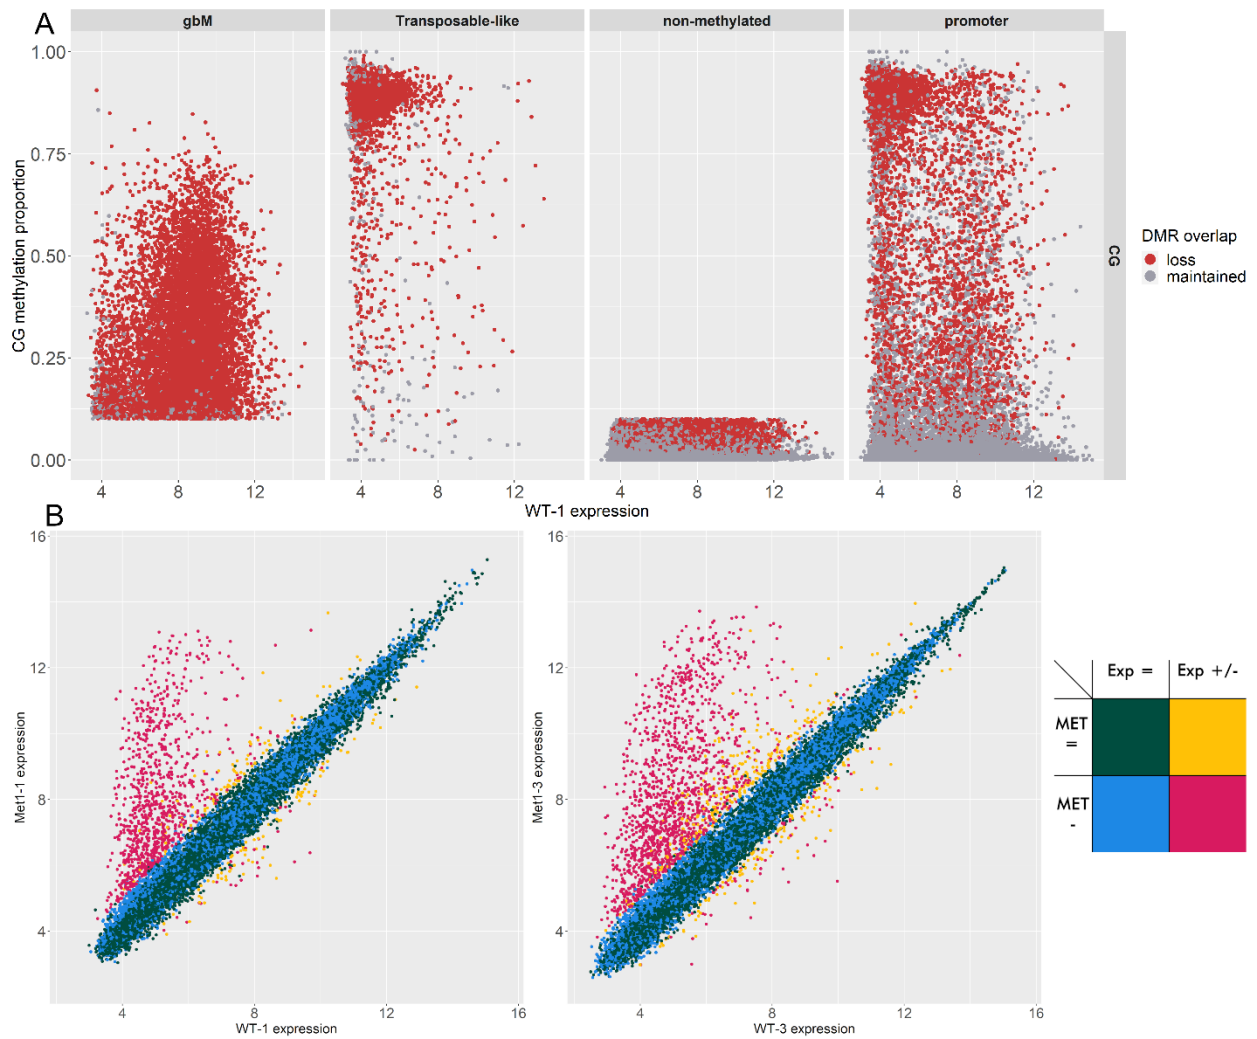 A
gbM
Transposable-like
non-methylated
promoter
CG methylation proportion
1.00
0.75
0.50
0.25
0.00
CG
DMR overlap
loss
maintained
4 8 12 4 8 12 4 8 12 4 8 12
WT-1 expression
B
Met1-1 expression
16
12
8
4
4 8 12 16
WT-1 expression
Met1-3 expression
16
12
8
4
4 8 12 16
WT-3 expression
Exp = Exp +/-
MET
=
MET
-